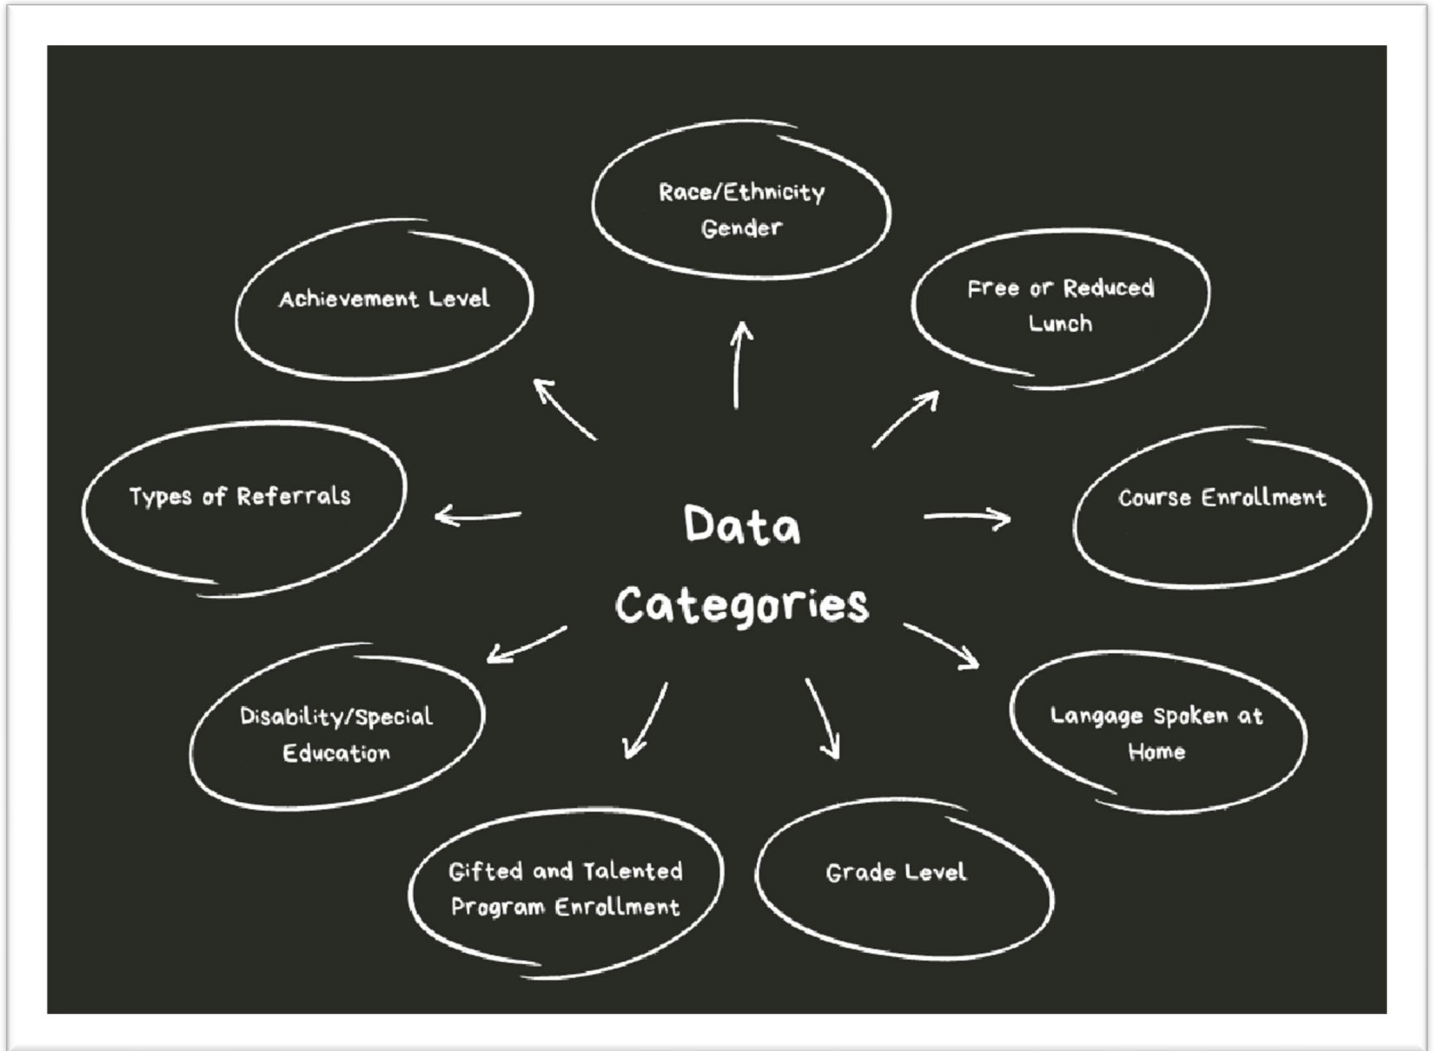 Race/Ethnicity
Gender
Achievement Level
Free or Reduced
Lunch
Types of Referrals
Course Enrollment
Data
Categories
Disability/Special
Education
Langage Spoken at
Home
Gifted and Talented
Program Enrollment
Grade Level